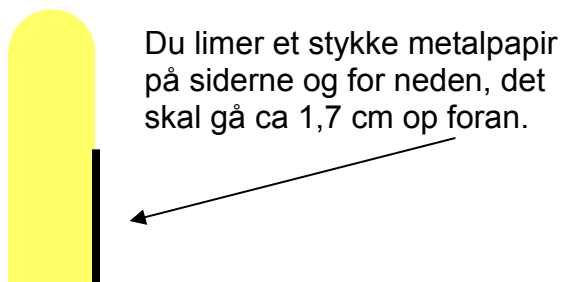 Du limer et stykke metalpapir
på siderne og for neden, det
skal gå ca 1,7 cm op foran.